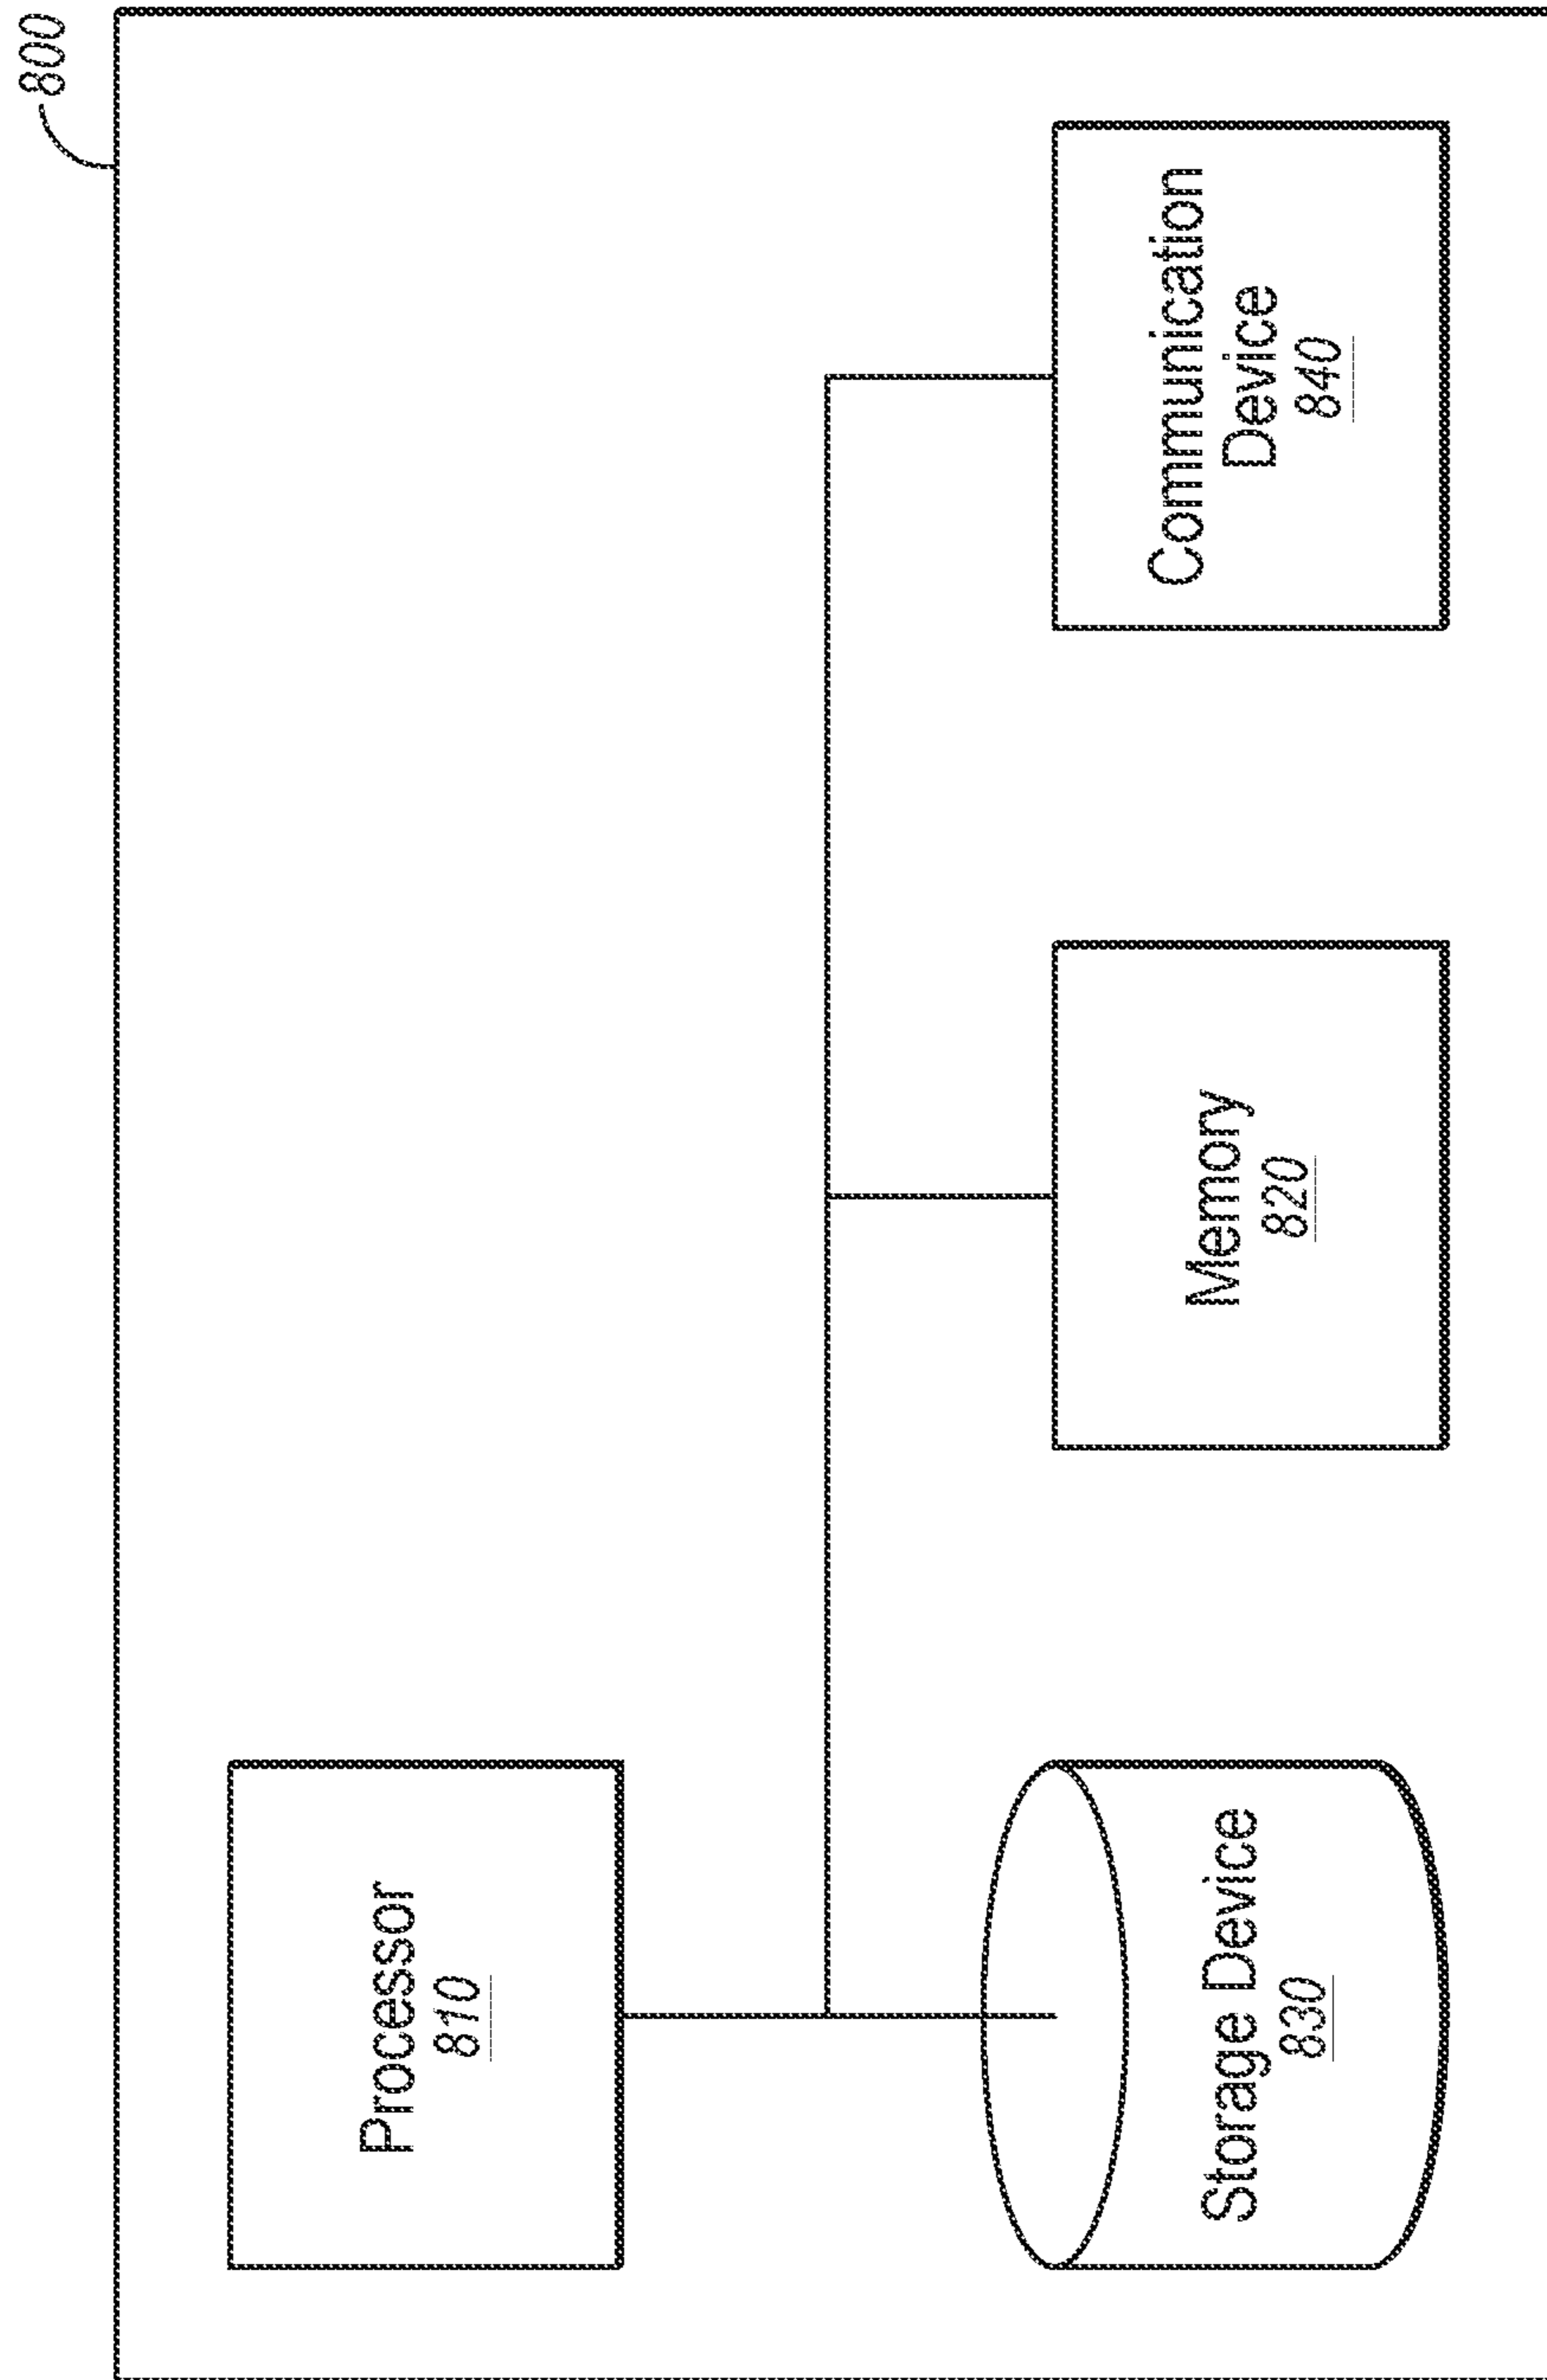 800
Processor
810
Storage Device
830
Memory
820
Communication
Device
840